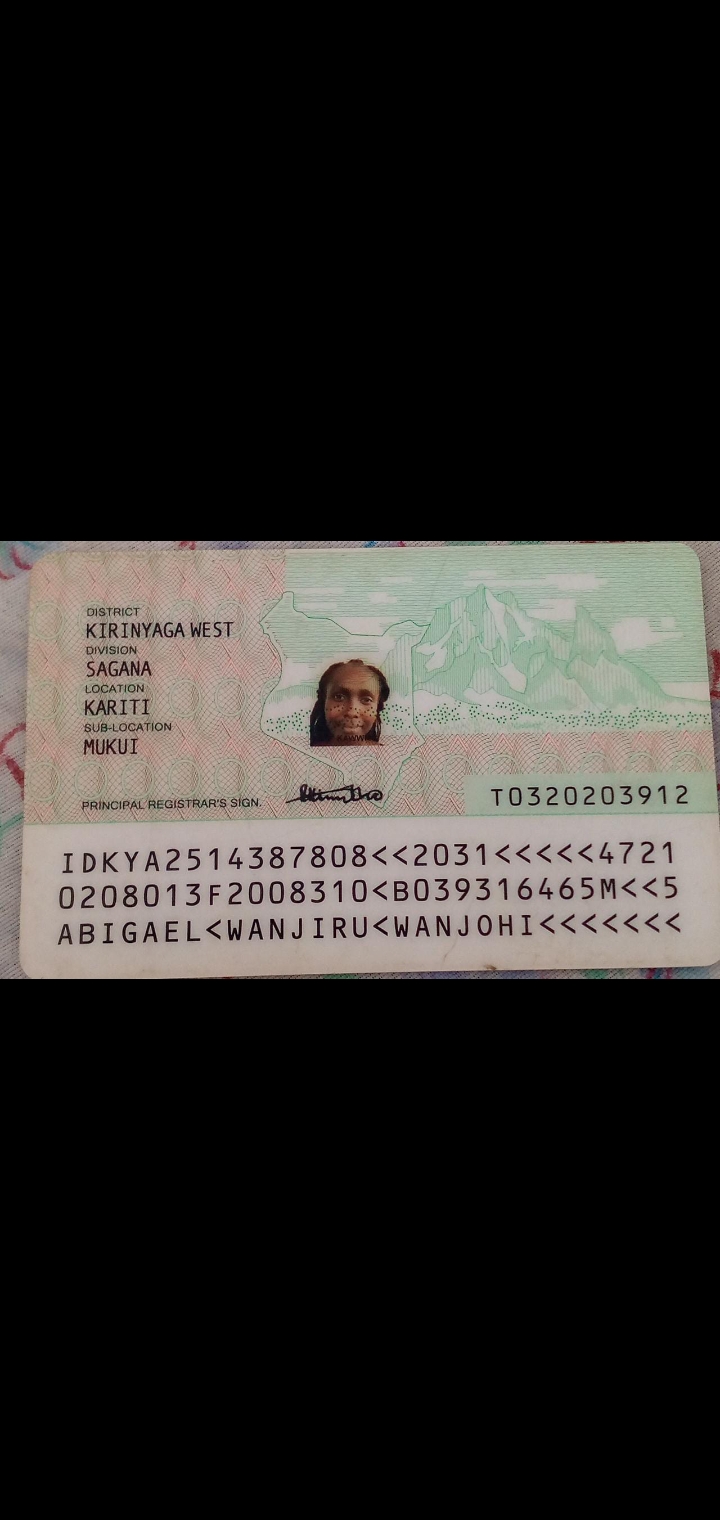 DISTRICT
KIRINYAGA WEST
DIVISION
SAGANA
LOCATION
KARITI
SUB-LOCATION
MUKUI
PRINCIPAL REGISTRAR'S SIGN.
T0320203912
IDKYA2514387808<<2031<<<<<4721
0208013F2008310<B039316465M<<5
ABIGAEL<WANJIRU<WANJOHI<<<<<<<